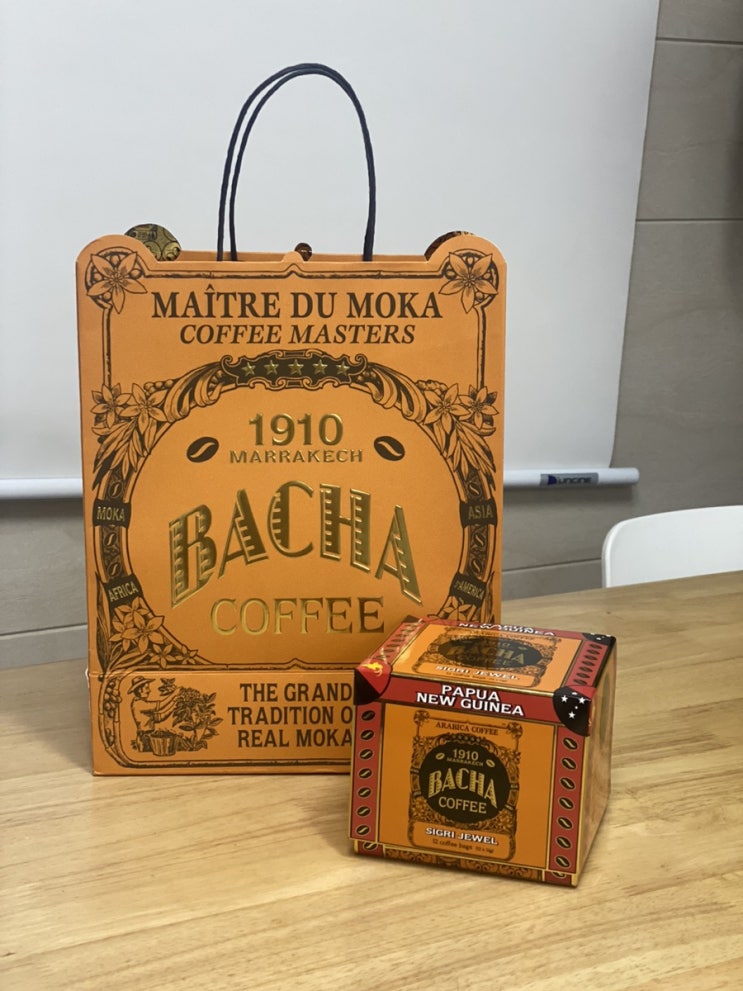 MAÎTRE DU MOKA
COFFEE MASTERS
1910
MARRAKECH
BACHA
COFFEE
MOKA
ASIA
AFRICA
THE GRAND
TRADITION O
REAL MOKA
NEW GUINEA
BACHA
SIGRI JEWEL
PAPUA
NEW GUINEA
ARABICA COFFEE
1910
MARRAKECH
BACHA
COFFEE
SIGRI JEWEL
12 coffee bags